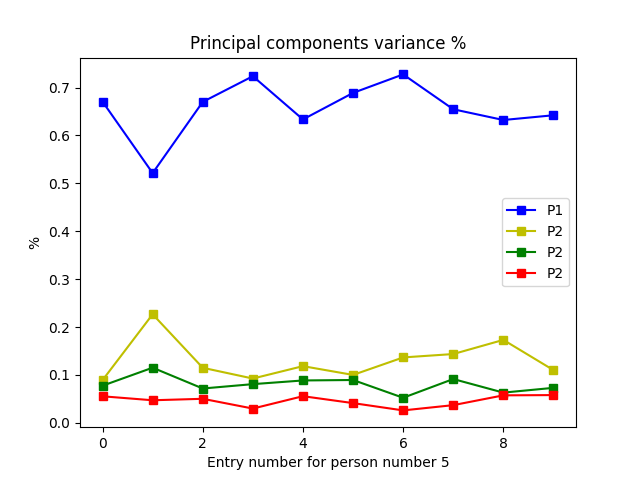 Principal components variance %
0.7
0.6
0.5
0.4
0.3
0.2
0.1
0.0
%
P1
P2
P2
P2
0 2 4 6 8
Entry number for person number 5